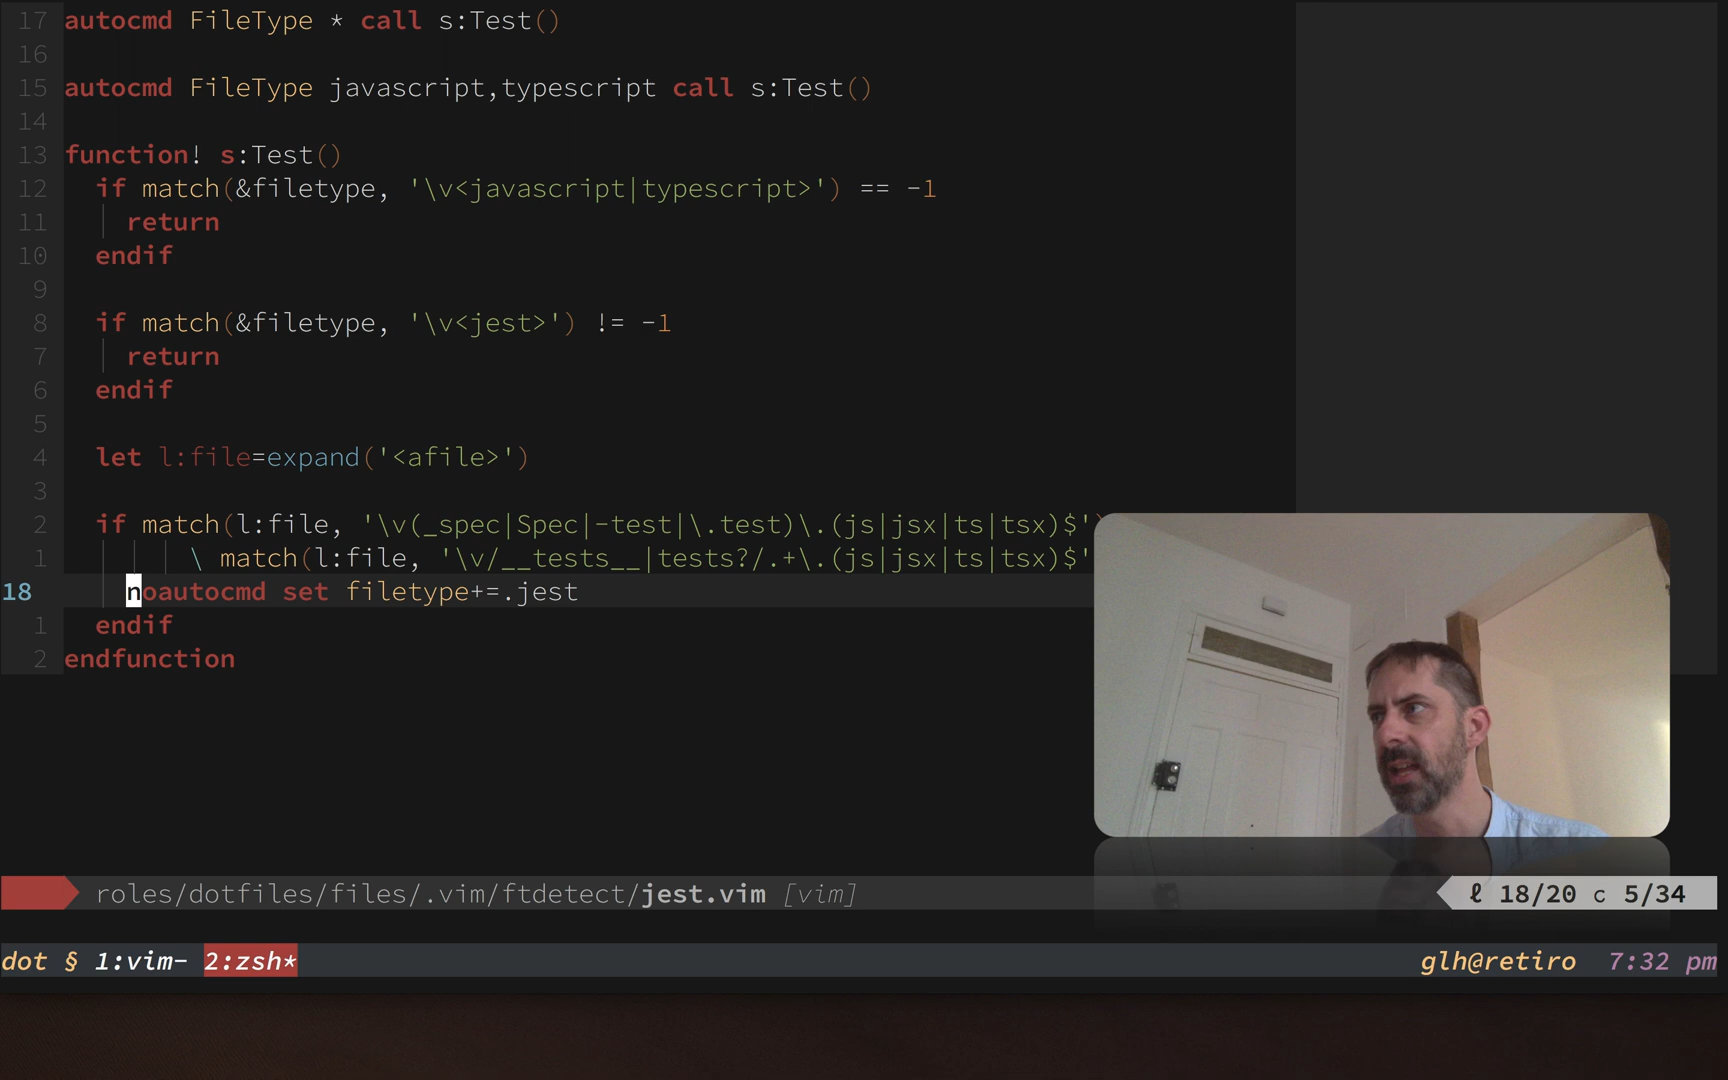 17 autocmd FileType * call s:Test()
16
15 autocmd FileType javascript,typescript call s:Test()
14
13 function! s:Test()
12   if match(&filetype, '\v<javascript|typescript>') == -1
11     return
10   endif
9
8   if match(&filetype, '\v<jest>') != -1
7     return
6   endif
5
4   let l:file=expand('<afile>')
3
2   if match(l:file, '\v(_spec|Spec|-test|\.test)\.(js|jsx|ts|tsx)$')
1         \ match(l:file, '\v/__tests__|tests?/.+\.(js|jsx|ts|tsx)$'
18     noautocmd set filetype+=.jest
1   endif
2 endfunction
roles/dotfiles/files/.vim/ftdetect/jest.vim [vim] ℓ 18/20 c 5/34
dot § 1:vim- 2:zsh* glh@retiro 7:32 pm